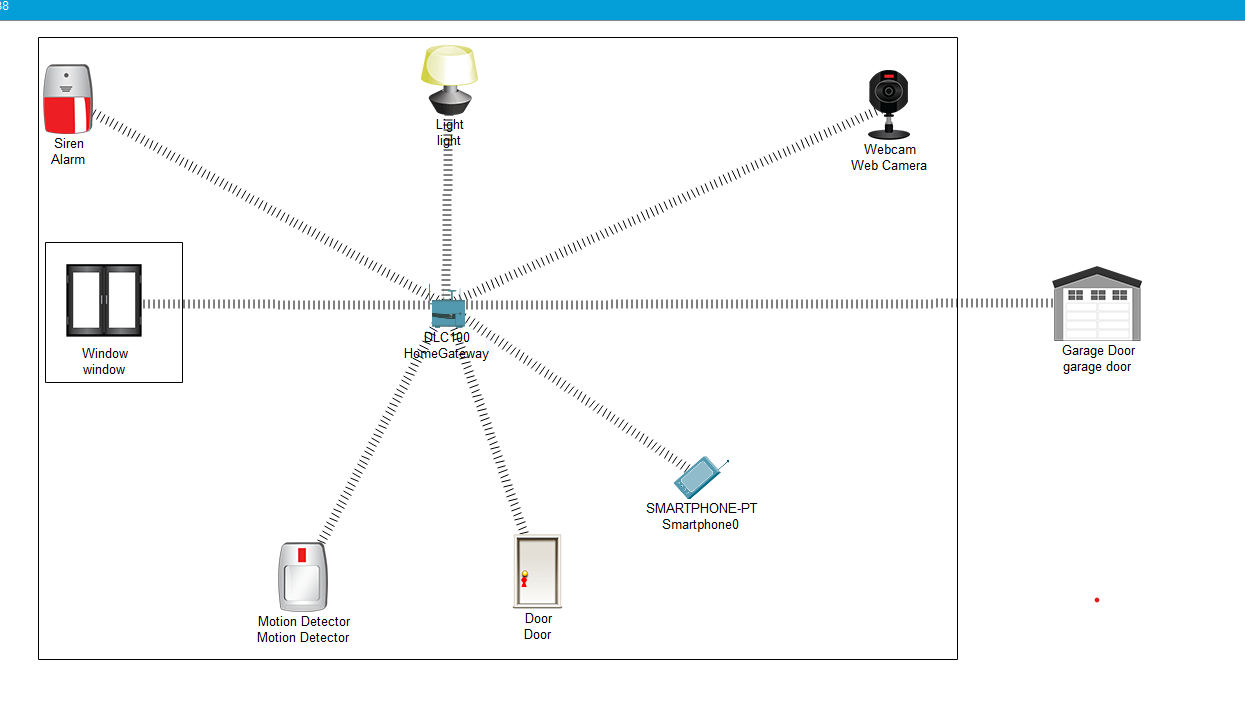 38
Light
light
Siren
Alarm
Webcam
Web Camera
DLC100
HomeGateway
Window
window
Garage Door
garage door
SMARTPHONE-PT
Smartphone0
Motion Detector
Motion Detector
Door
Door